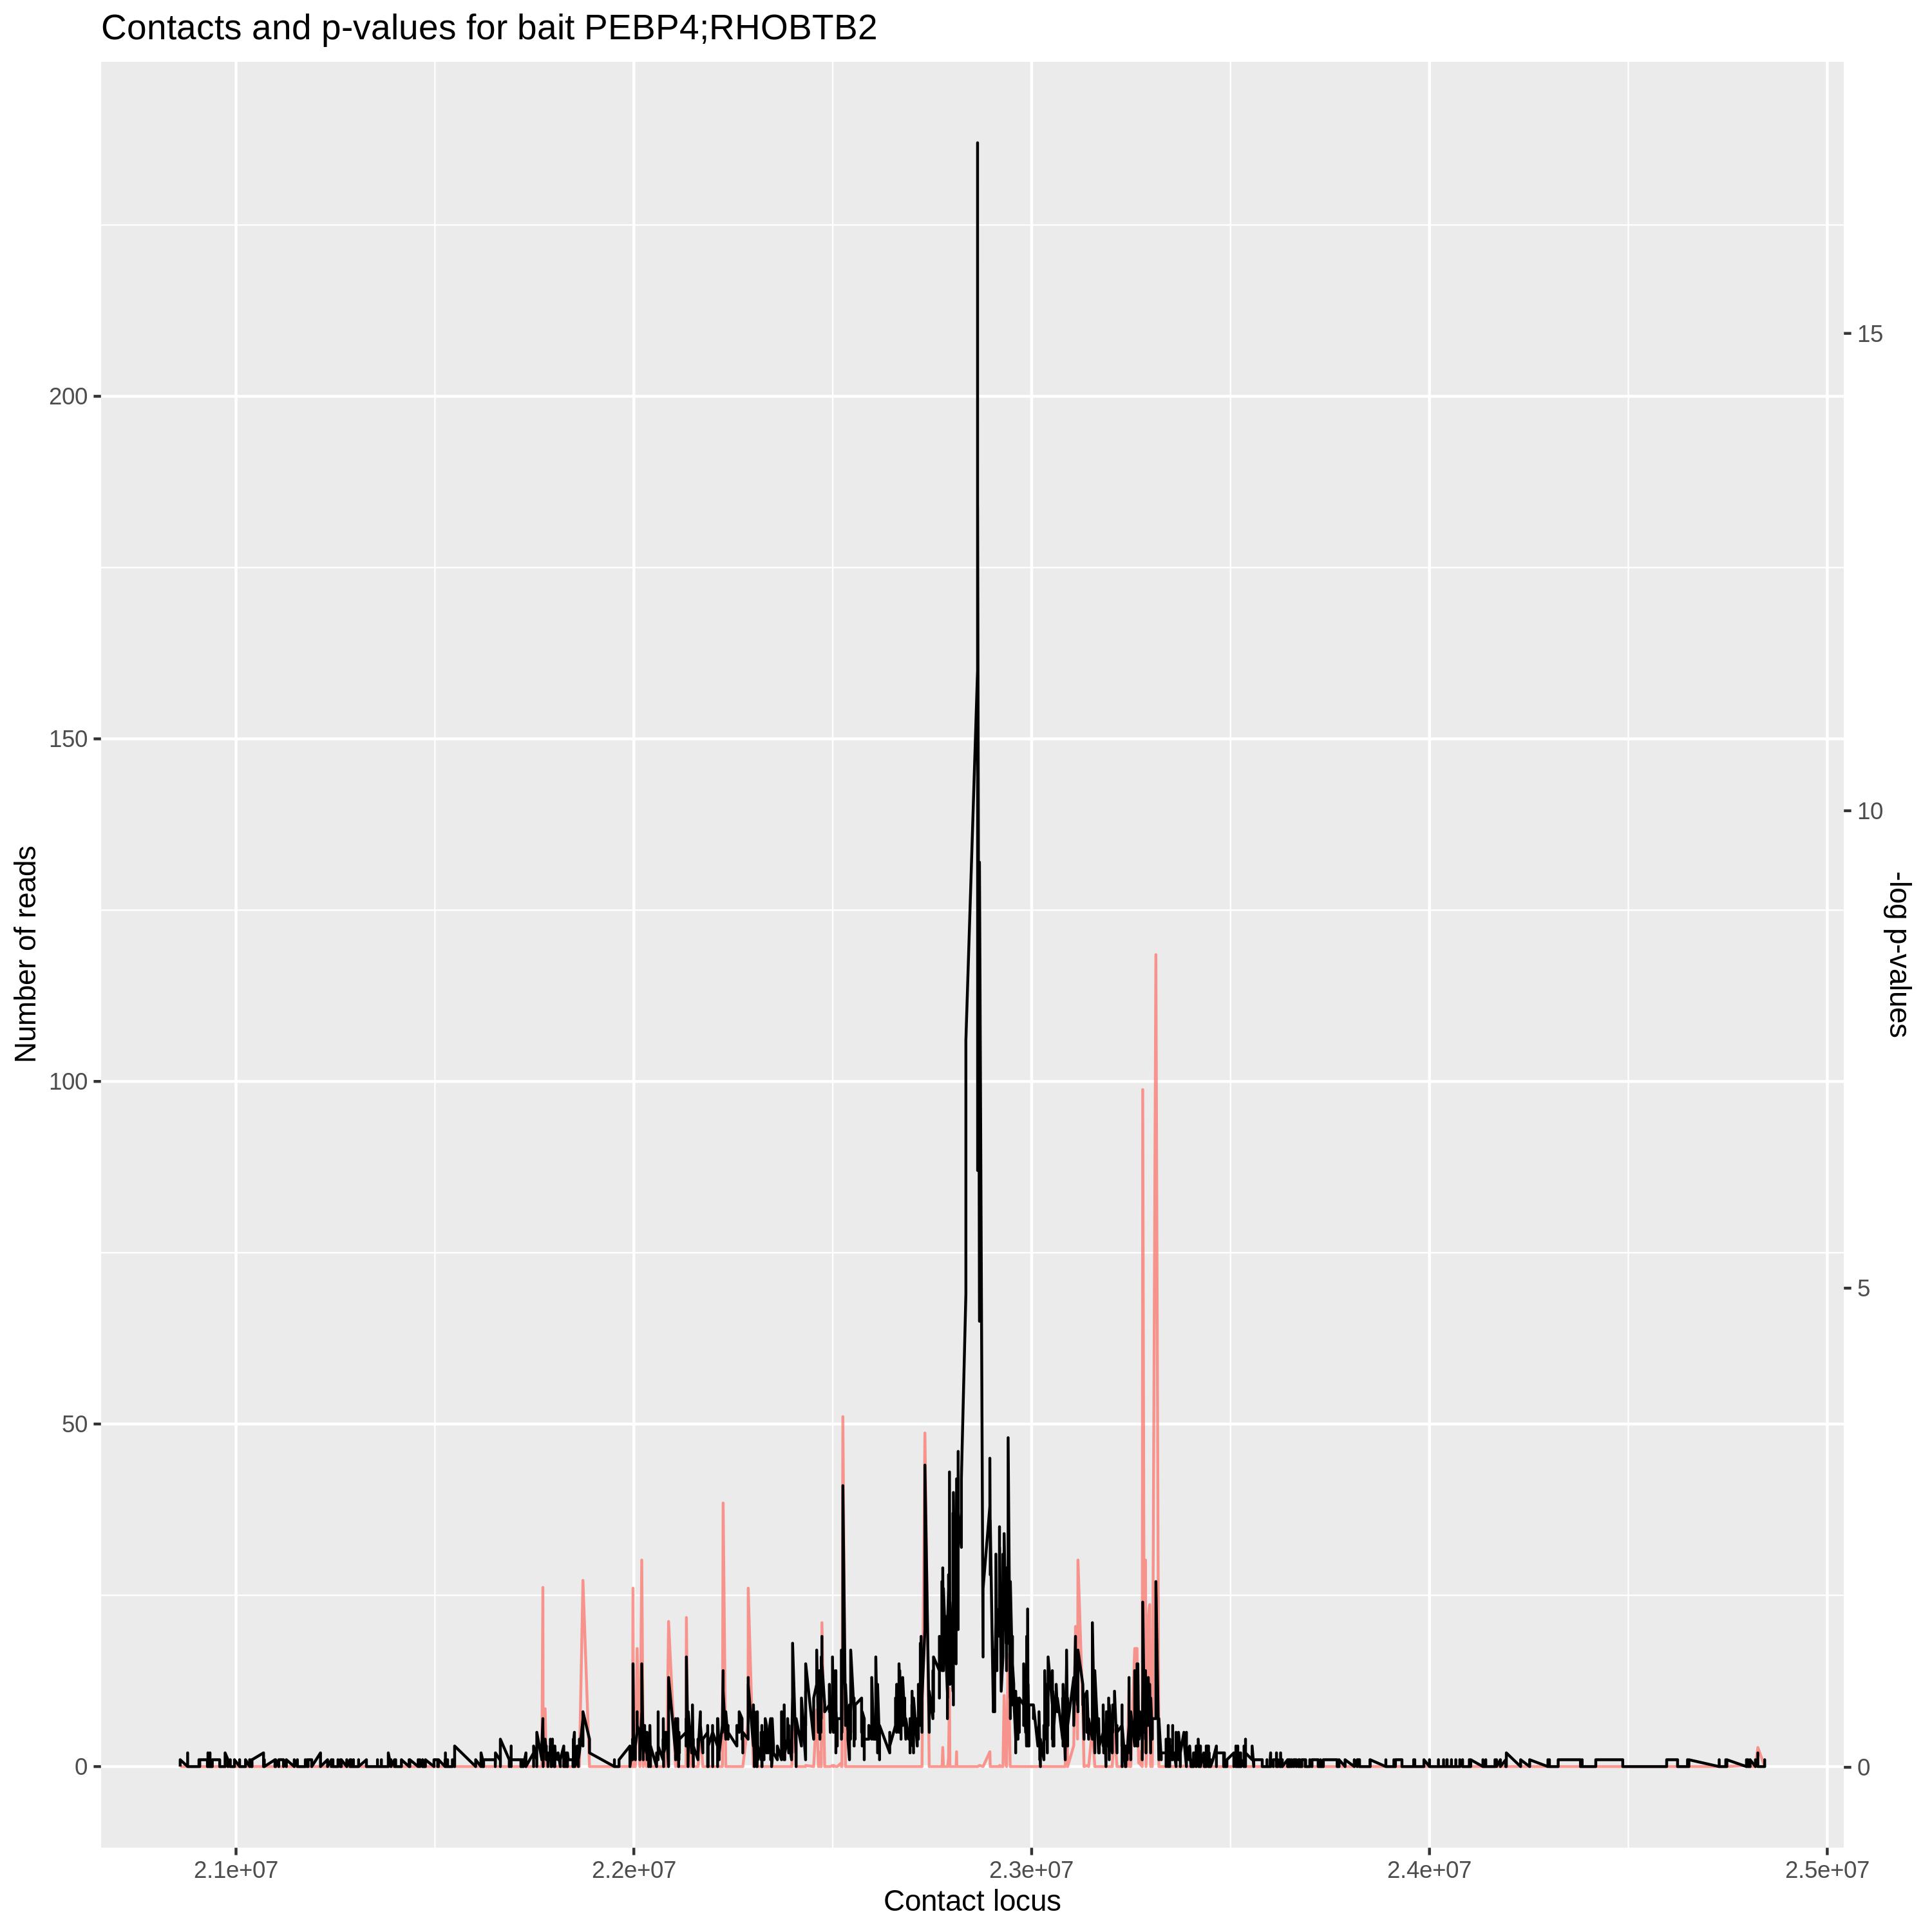 Contacts and p-values for bait PEBP4;RHOBTB2
Number of reads
200
150
100
50
0
15
10
5
0
-log p-values
2.1e+07
2.2e+07
2.3e+07
2.4e+07
2.5e+07
Contact locus